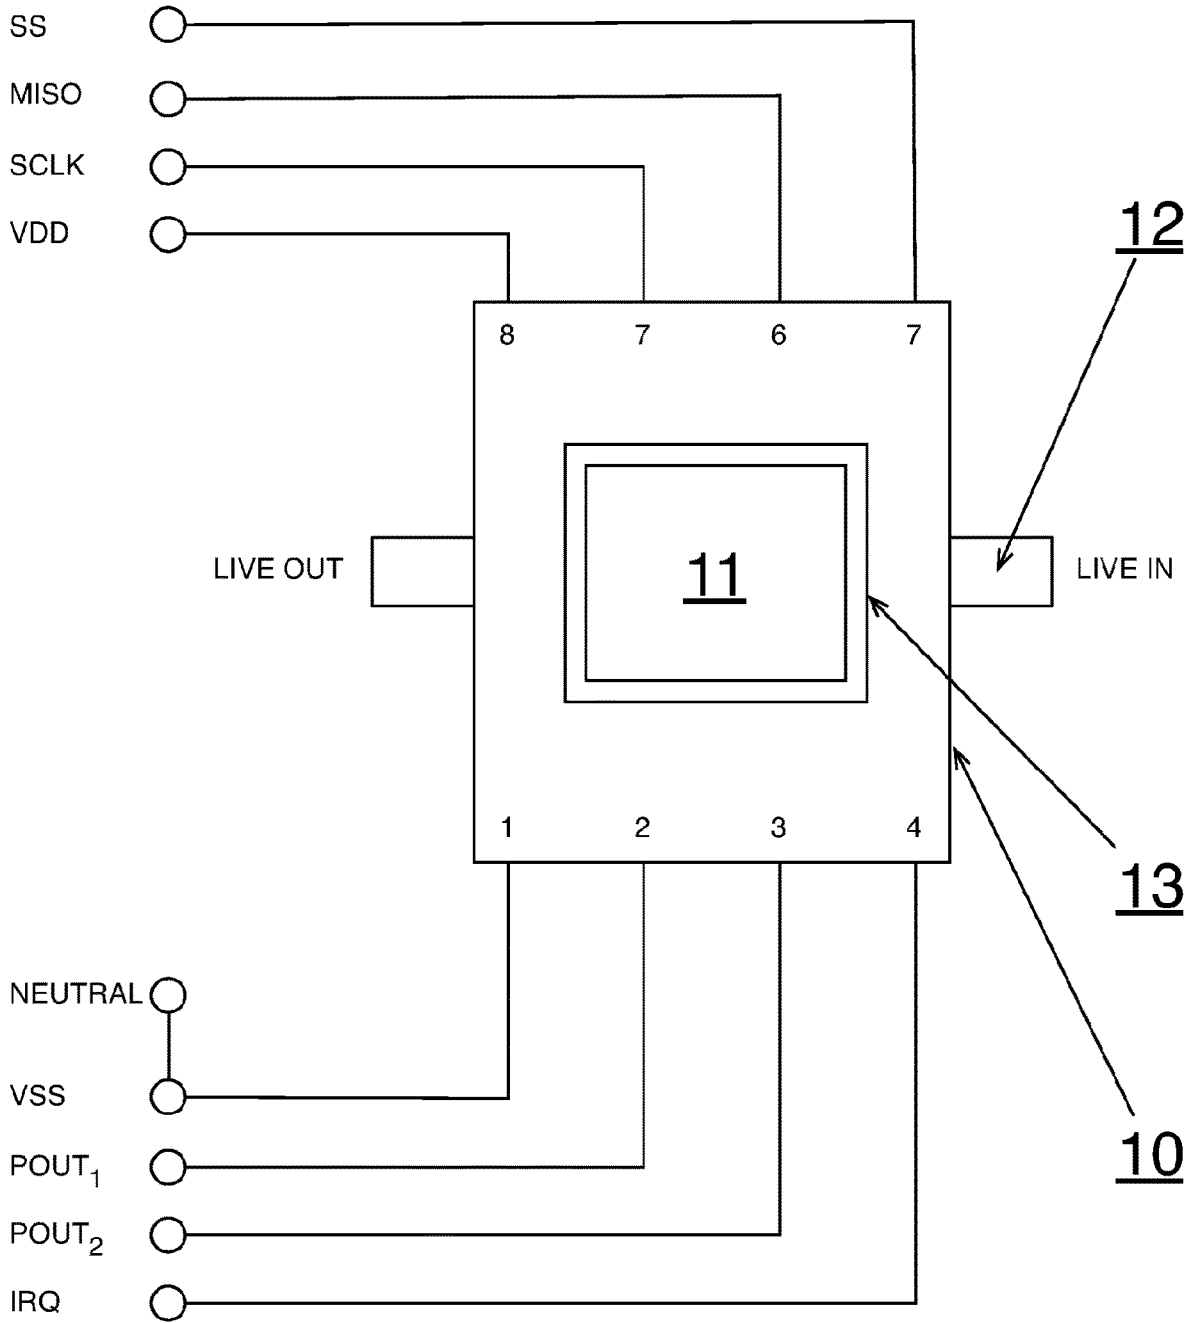 SS
MISO
SCLK
VDD
12
8 7 6 7
LIVE OUT
11
LIVE IN
1 2 3 4
13
NEUTRAL
VSS
POUT1
POUT2
10
IRQ